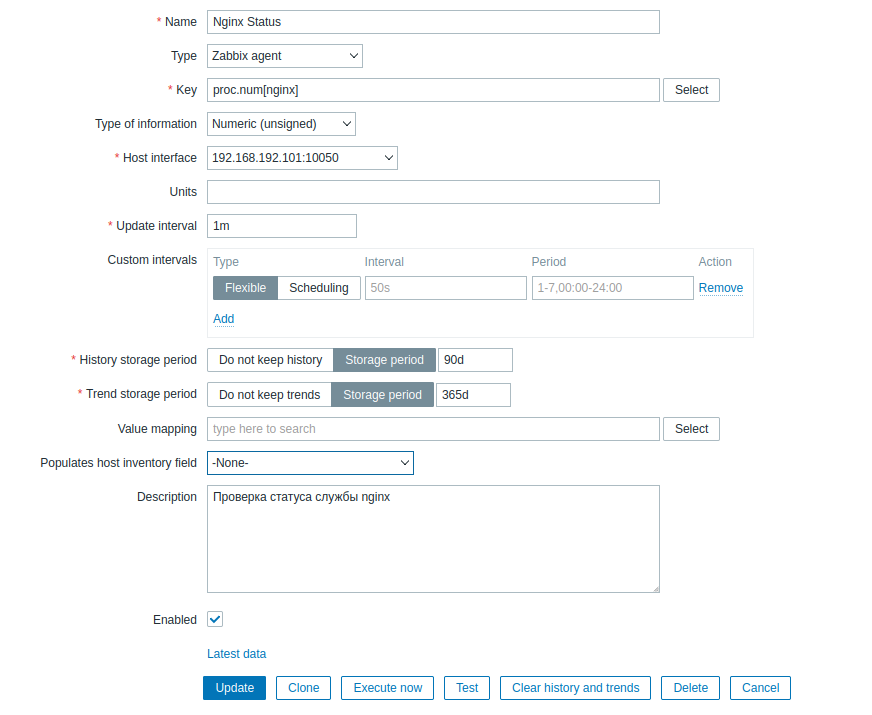 * Name Nginx Status
Type Zabbix agent
* Key proc.num[nginx] Select
Type of information Numeric (unsigned)
* Host interface 192.168.192.101:10050
Units
* Update interval 1m
Custom intervals Type Interval Period Action
Flexible Scheduling 50s 1-7,00:00-24:00 Remove
Add
* History storage period Do not keep history Storage period 90d
* Trend storage period Do not keep trends Storage period 365d
Value mapping type here to search Select
Populates host inventory field -None-
Description Проверка статуса службы nginx
Enabled
Latest data
Update Clone Execute now Test Clear history and trends Delete Cancel